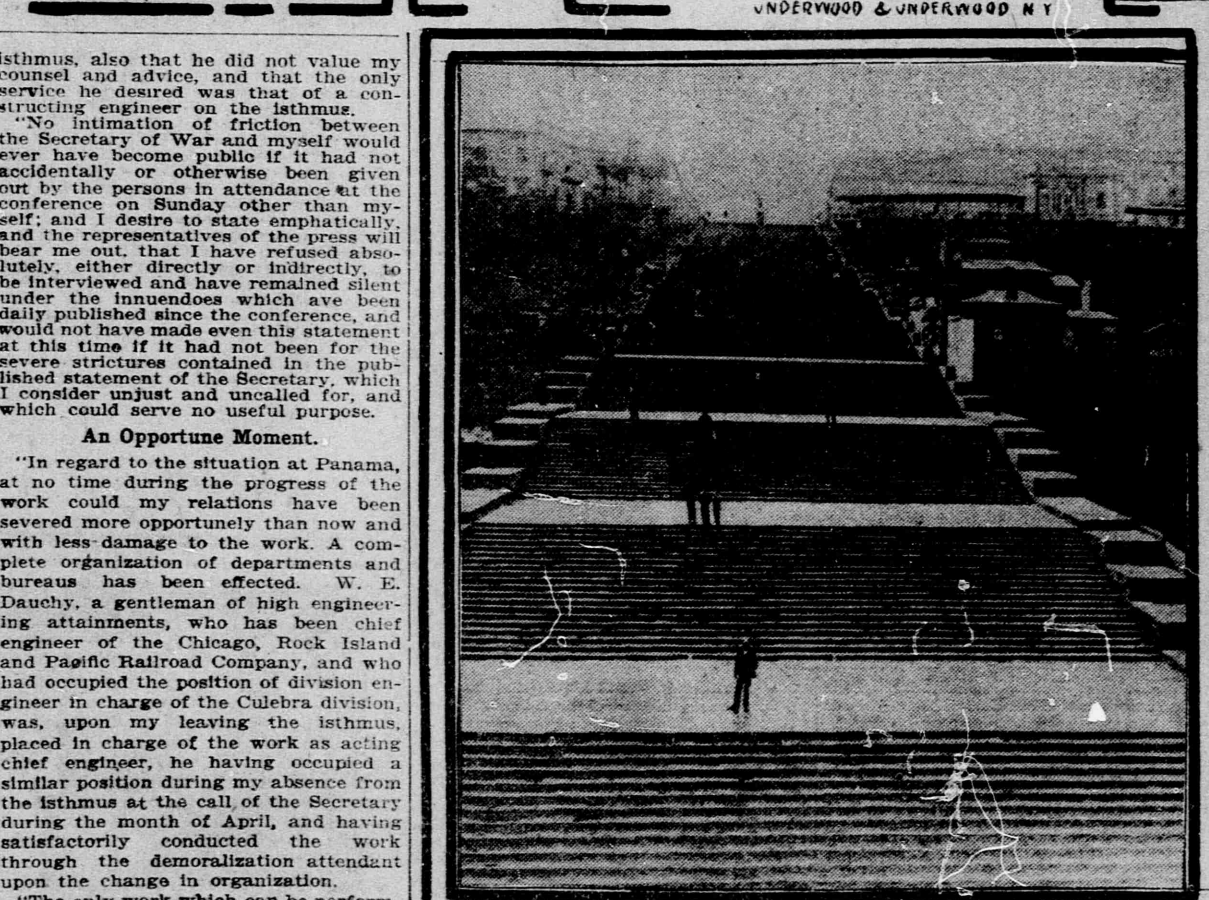 UNDERWOOD & UNDERWOOD N Y
isthmus, also that he did not value my
counsel and advice, and that the only
service he desired was that of a con-
structing engineer on the isthmus.
"No intimation of friction between
the Secretary of War and myself would
ever have become public if it had not
accidentally or otherwise been given
out by the persons in attendance at the
conference on Sunday other than my-
self; and I desire to state emphatically,
and the representatives of the press will
bear me out, that I have refused abso-
lutely, either directly or indirectly, to
be interviewed and have remained silent
under the innuendoes which ave been
daily published since the conference, and
would not have made even this statement
at this time if it had not been for the
severe strictures contained in the pub-
lished statement of the Secretary, which
I consider unjust and uncalled for, and
which could serve no useful purpose.
An Opportune Moment.
"In regard to the situation at Panama,
at no time during the progress of the
work could my relations have been
severed more opportunely than now and
with less damage to the work. A com-
plete organization of departments and
bureaus has been effected. W. E.
Dauchy, a gentleman of high engineer-
ing attainments, who has been chief
engineer of the Chicago, Rock Island
and Pacific Railroad Company, and who
had occupied the position of division en-
gineer in charge of the Culebra division,
was, upon my leaving the isthmus,
placed in charge of the work as acting
chief engineer, he having occupied a
similar position during my absence from
the isthmus at the call of the Secretary
during the month of April, and having
satisfactorily conducted the work
through the demoralization attendant
upon the change in organization.
"The only work which can be perform-